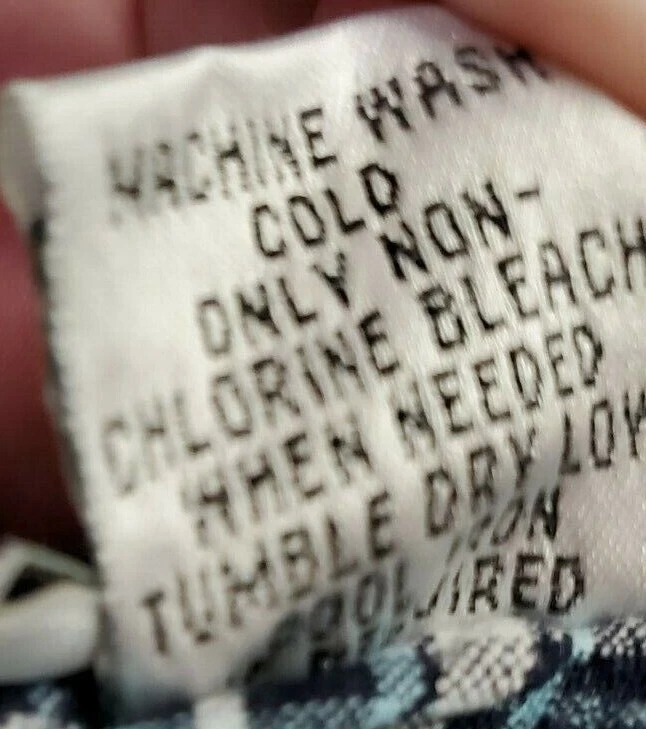 MACHINE WASH
COLD
ONLY NON-
CHLORINE BLEACH
WHEN NEEDED
TUMBLE DRY LOW